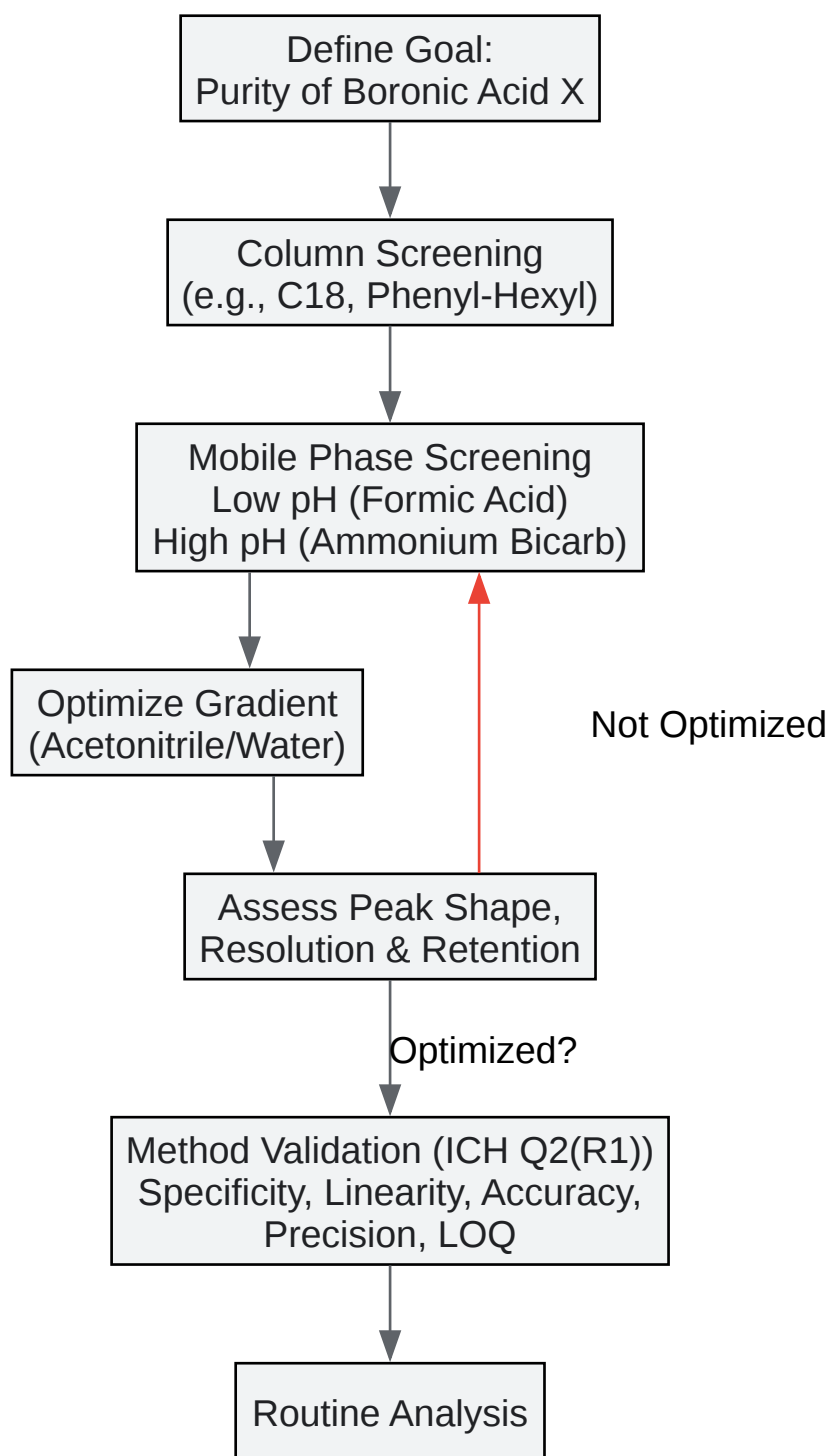 Define Goal:
Purity of Boronic Acid X
Column Screening
(e.g., C18, Phenyl-Hexyl)
Mobile Phase Screening
Low pH (Formic Acid)
High pH (Ammonium Bicarb)
Optimize Gradient
(Acetonitrile/Water)
Not Optimized
Assess Peak Shape,
Resolution & Retention
Optimized?
Method Validation (ICH Q2(R1))
Specificity, Linearity, Accuracy,
Precision, LOQ
Routine Analysis